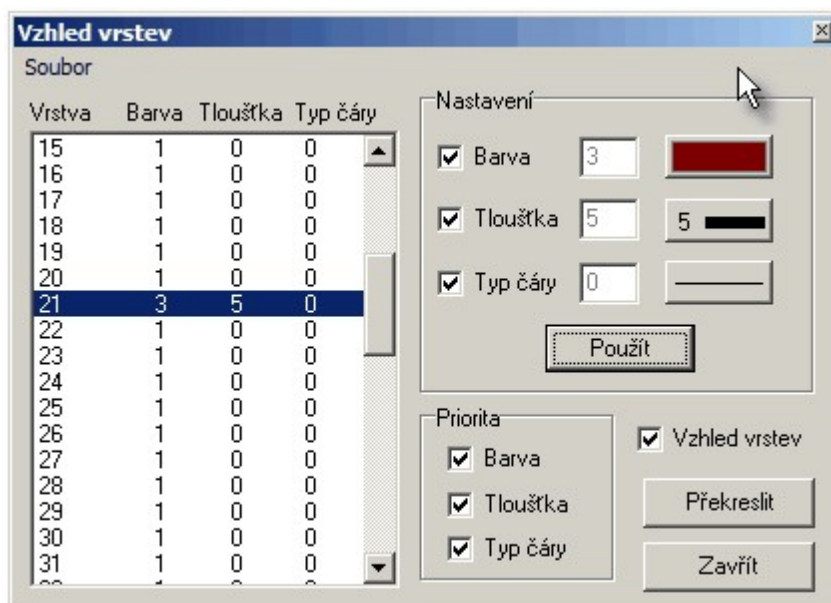 Vzhled vrstev
Soubor
Vrstva Barva Tloušťka Typ čáry
15 1 0 0
16 1 0 0
17 1 0 0
18 1 0 0
19 1 0 0
20 1 0 0
21 3 5 0
22 1 0 0
23 1 0 0
24 1 0 0
25 1 0 0
26 1 0 0
27 1 0 0
28 1 0 0
29 1 0 0
30 1 0 0
31 1 0 0
Nastavení
Barva 3
Tloušťka 5 5
Typ čáry 0
Použít
Priorita
Barva
Tloušťka
Typ čáry
Vzhled vrstev
Překreslit
Zavřít